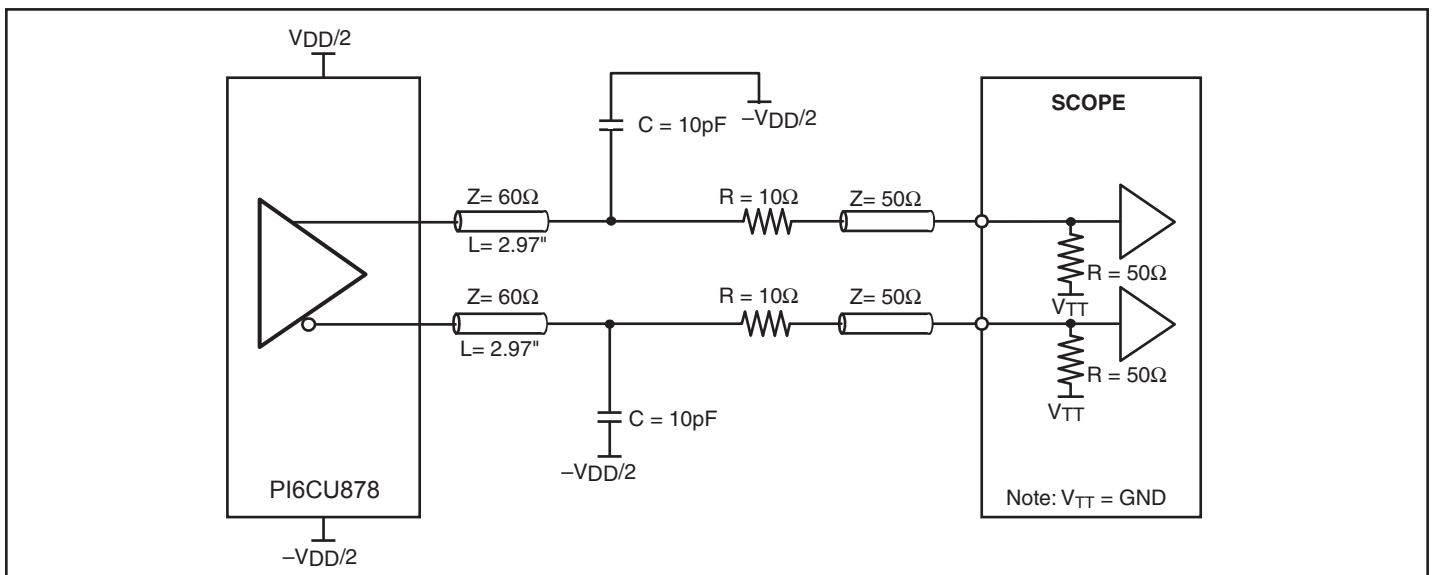 VDD/2
–VDD/2
C = 10pF
SCOPE
Z= 60Ω
R = 10Ω
Z= 50Ω
L= 2.97"
R = 50Ω
VTT
Z= 60Ω
R = 10Ω
Z= 50Ω
L= 2.97"
R = 50Ω
VTT
C = 10pF
–VDD/2
PI6CU878
Note: VTT = GND
–VDD/2